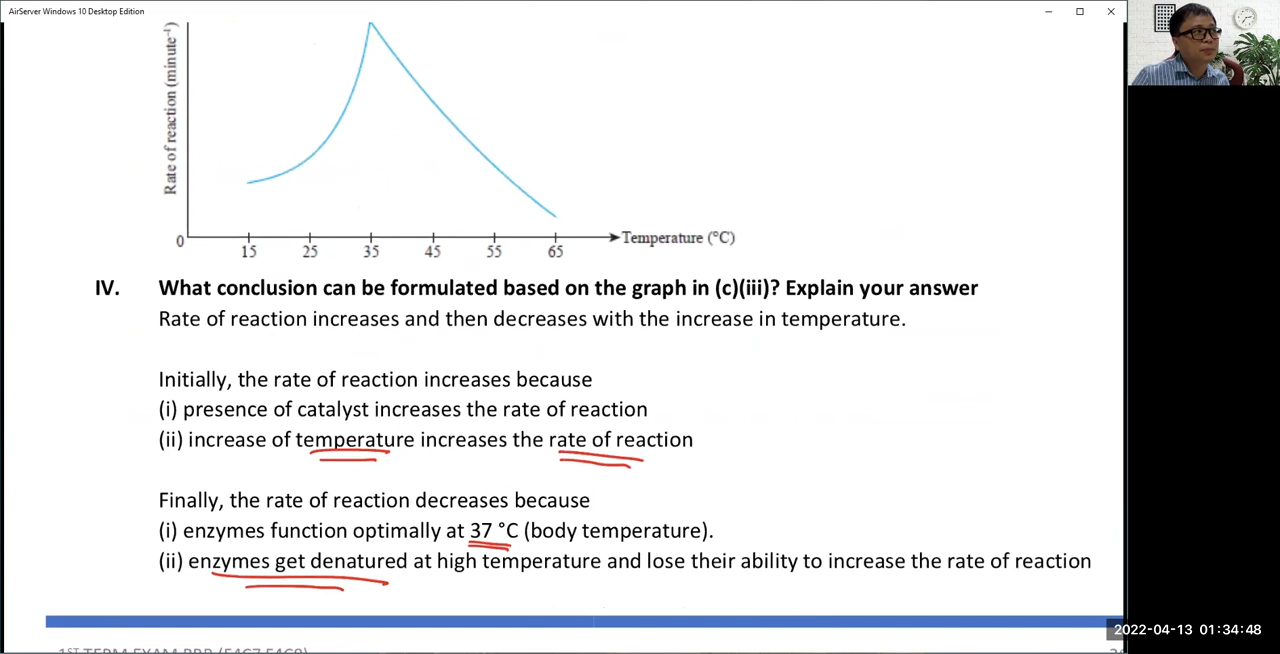 AirServer Windows 10 Desktop Edition
Rate of reaction (minute⁻¹)
0
15 25 35 45 55 65
Temperature (°C)
IV. What conclusion can be formulated based on the graph in (c)(iii)? Explain your answer
Rate of reaction increases and then decreases with the increase in temperature.
Initially, the rate of reaction increases because
(i) presence of catalyst increases the rate of reaction
(ii) increase of temperature increases the rate of reaction
Finally, the rate of reaction decreases because
(i) enzymes function optimally at 37 °C (body temperature).
(ii) enzymes get denatured at high temperature and lose their ability to increase the rate of reaction
2022-04-13 01:34:48